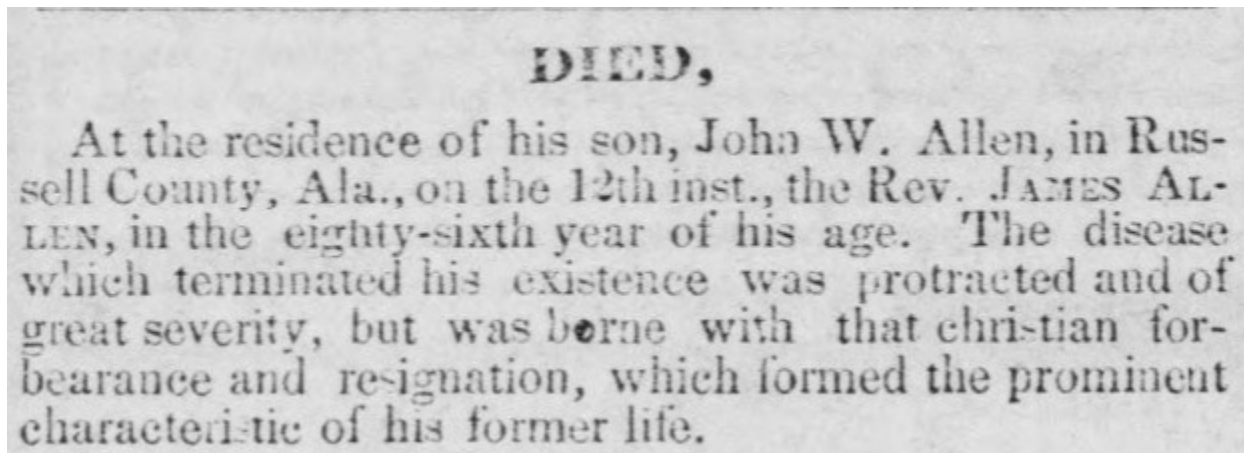 DIED,
At the residence of his son, John W. Allen, in Rus-
sell County, Ala., on the 12th inst., the Rev. JAMES AL-
LEN, in the eighty-sixth year of his age. The disease
which terminated his existence was protracted and of
great severity, but was borne with that christian for-
bearance and resignation, which formed the prominent
characteristic of his former life.